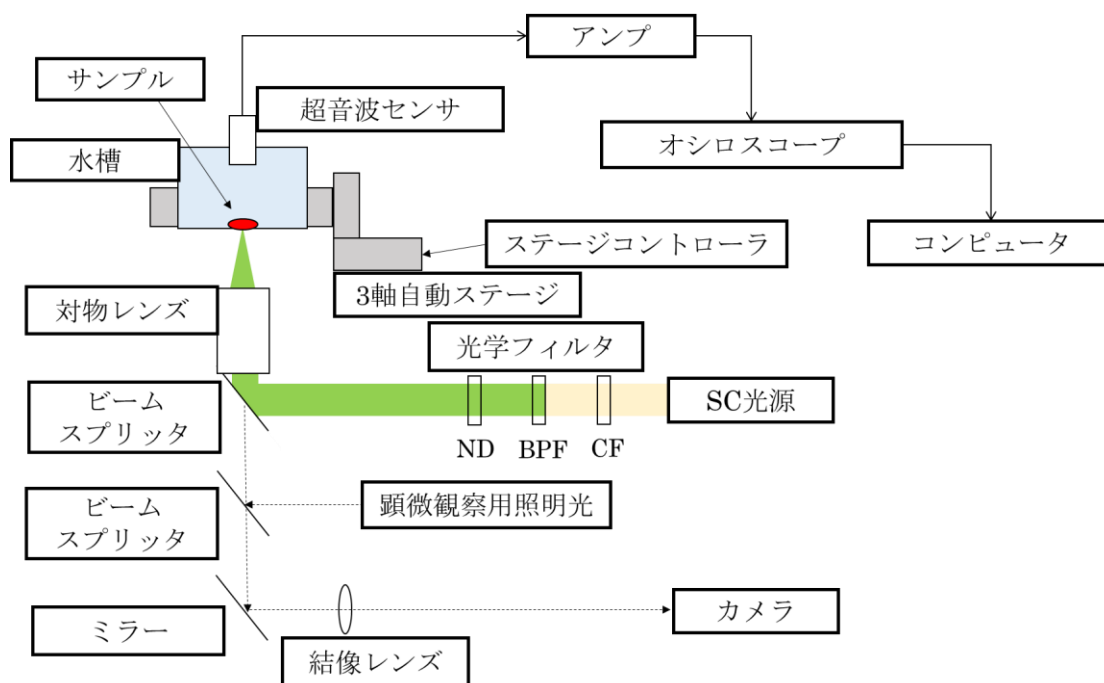 アンプ
サンプル
超音波センサ
オシロスコープ
水槽
ステージコントローラ
コンピュータ
3軸自動ステージ
対物レンズ
光学フィルタ
SC光源
ビーム
スプリッタ
ND
BPF
CF
顕微観察用照明光
ビーム
スプリッタ
カメラ
ミラー
結像レンズ